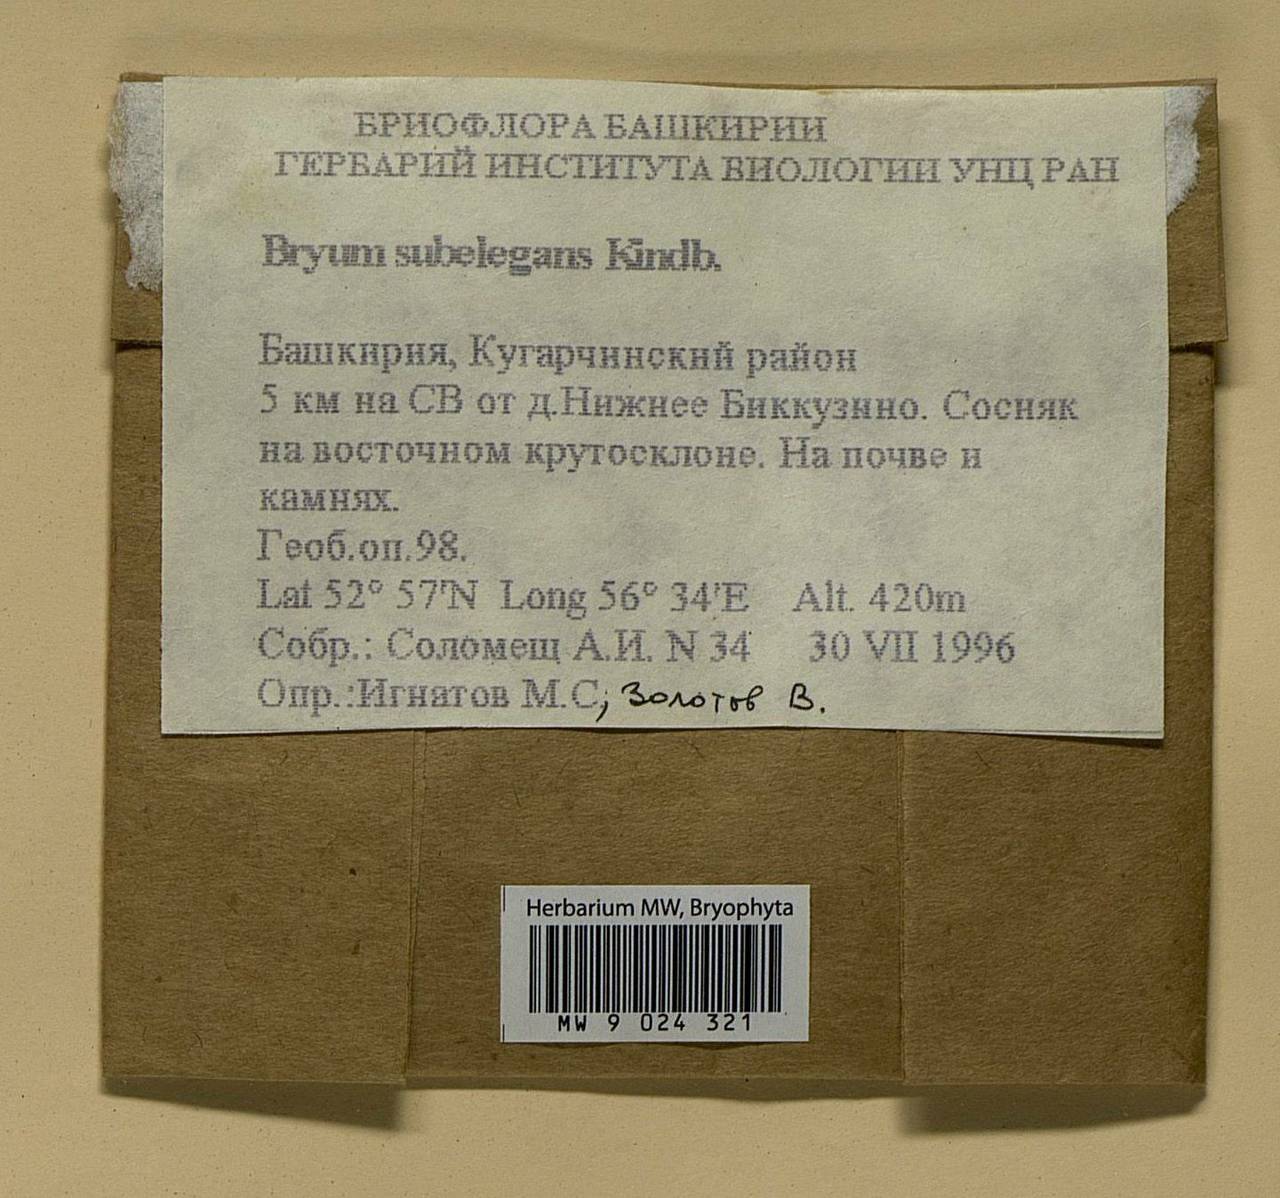 БРИОФЛОРА БАШКИРИИ
ГЕРБАРИЙ ИНСТИТУТА БИОЛОГИИ УНЦ РАН
Bryum subelegans Kindb.
Башкирия, Кугарчинский район
5 км на СВ от д.Нижнее Биккузино. Сосняк
на восточном крутосклоне. На почве и
камнях.
Геоб.оп.98.
Lat 52° 57'N Long 56° 34'E Alt. 420m
Собр.: Соломещ А.И. N 34 30 VII 1996
Опр.:Игнатов М.С; Золотов В.
Herbarium MW, Bryophyta
MW 9 024 321